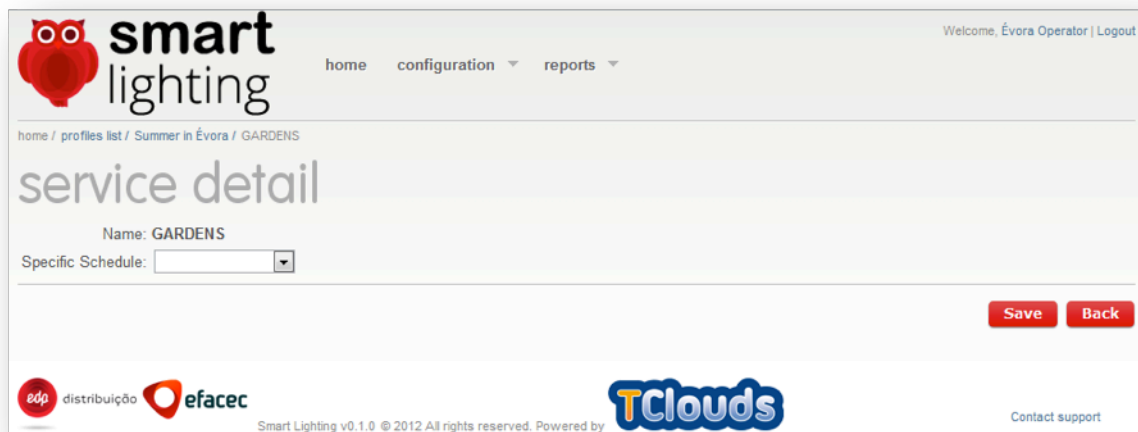 smart
lighting
Welcome, Évora Operator | Logout
home configuration reports
home / profiles list / Summer in Évora / GARDENS
service detail
Name: GARDENS
Specific Schedule:
Save Back
edp distribuição efacec
Smart Lighting v0.1.0 © 2012 All rights reserved. Powered by
TClouds
Contact support